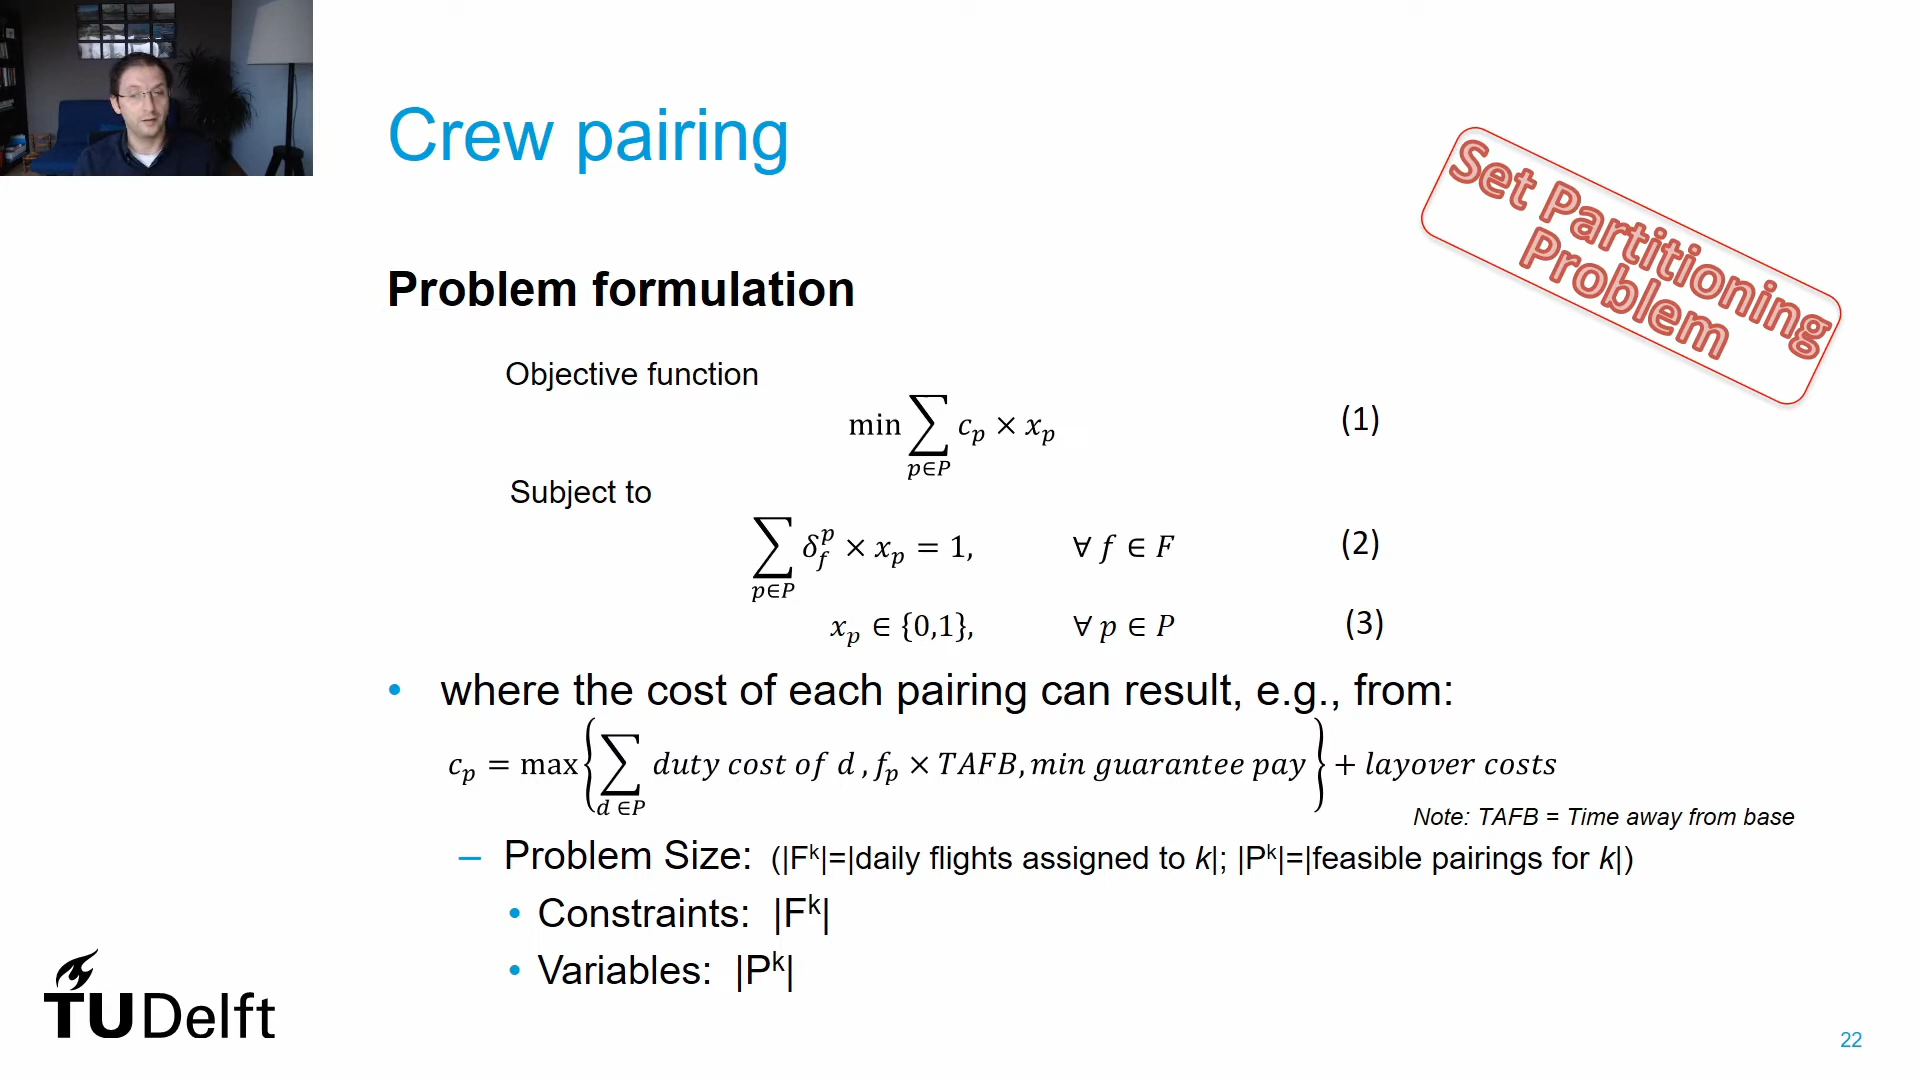 Crew pairing
Set Partitioning
Problem
Problem formulation
Objective function
min ∑_{p∈P} c_p × x_p (1)
Subject to
∑_{p∈P} δ_f^p × x_p = 1, ∀ f ∈ F (2)
x_p ∈ {0,1}, ∀ p ∈ P (3)
• where the cost of each pairing can result, e.g., from:
c_p = max{∑_{d ∈P} duty cost of d , f_p × TAFB, min guarantee pay} + layover costs
Note: TAFB = Time away from base
– Problem Size: (|F^k|=|daily flights assigned to k|; |P^k|=|feasible pairings for k|)
• Constraints: |F^k|
• Variables: |P^k|
TUDelft
22